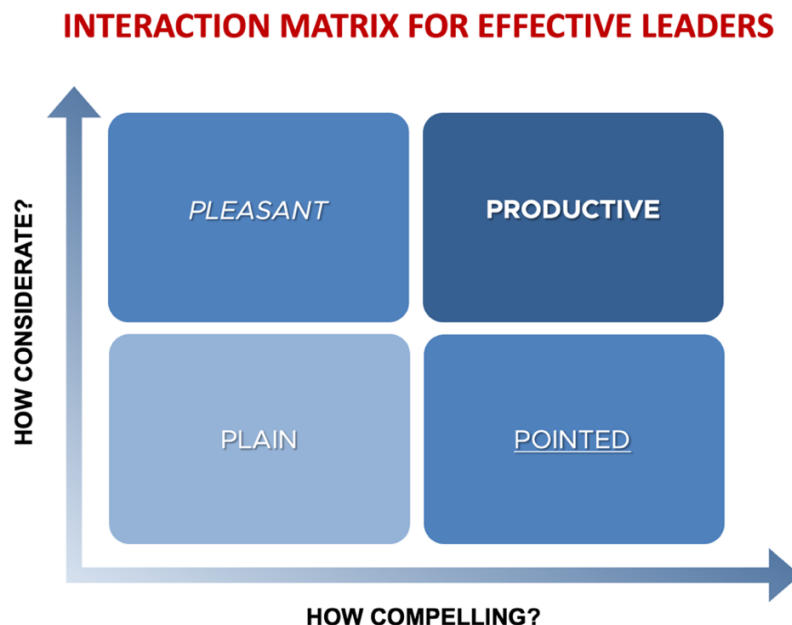 INTERACTION MATRIX FOR EFFECTIVE LEADERS
HOW CONSIDERATE?
PLEASANT
PRODUCTIVE
PLAIN
POINTED
HOW COMPELLING?